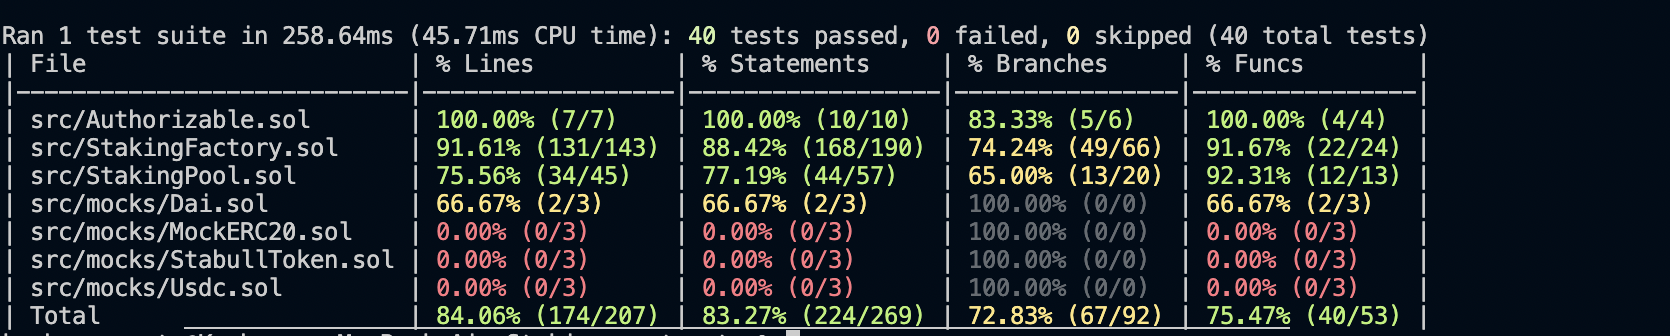 Ran 1 test suite in 258.64ms (45.71ms CPU time): 40 tests passed, 0 failed, 0 skipped (40 total tests)
| File | % Lines | % Statements | % Branches | % Funcs |
|----------------------------|------------------|------------------|----------------|----------------|
| src/Authorizable.sol | 100.00% (7/7) | 100.00% (10/10) | 83.33% (5/6) | 100.00% (4/4) |
| src/StakingFactory.sol | 91.61% (131/143) | 88.42% (168/190) | 74.24% (49/66) | 91.67% (22/24) |
| src/StakingPool.sol | 75.56% (34/45) | 77.19% (44/57) | 65.00% (13/20) | 92.31% (12/13) |
| src/mocks/Dai.sol | 66.67% (2/3) | 66.67% (2/3) | 100.00% (0/0) | 66.67% (2/3) |
| src/mocks/MockERC20.sol | 0.00% (0/3) | 0.00% (0/3) | 100.00% (0/0) | 0.00% (0/3) |
| src/mocks/StabullToken.sol | 0.00% (0/3) | 0.00% (0/3) | 100.00% (0/0) | 0.00% (0/3) |
| src/mocks/Usdc.sol | 0.00% (0/3) | 0.00% (0/3) | 100.00% (0/0) | 0.00% (0/3) |
| Total | 84.06% (174/207) | 83.27% (224/269) | 72.83% (67/92) | 75.47% (40/53) |